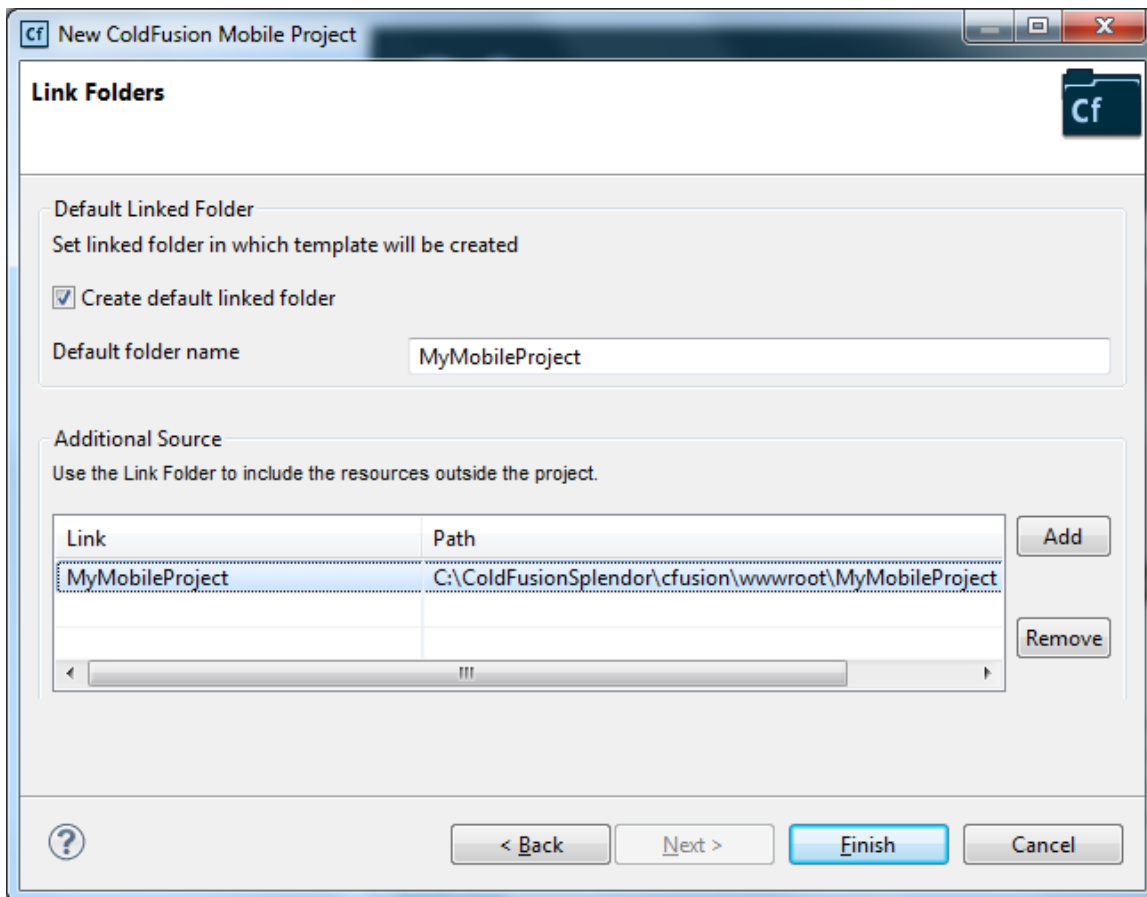 Cf New ColdFusion Mobile Project
Link Folders
Cf
Default Linked Folder
Set linked folder in which template will be created
Create default linked folder
Default folder name MyMobileProject
Additional Source
Use the Link Folder to include the resources outside the project.
Link Path Add
MyMobileProject C:\ColdFusionSplendor\cfusion\wwwroot\MyMobileProject
Remove
? < Back Next > Finish Cancel